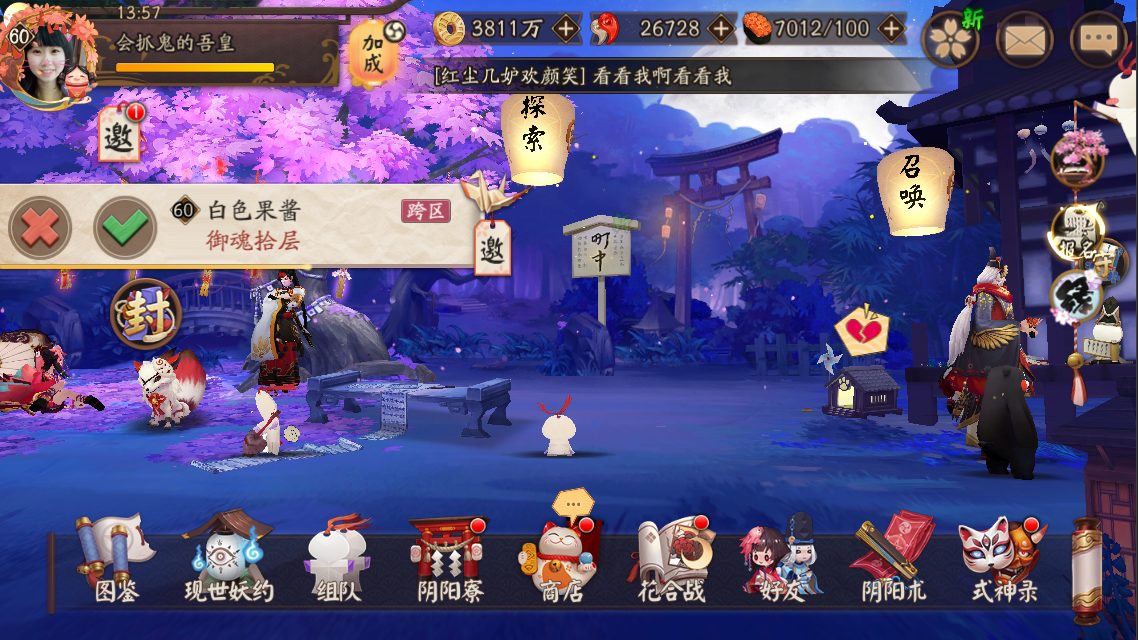 13:57
60
会抓鬼的吾皇
加成
3811万
26728
7012/100
新
[红尘几妒欢颜笑] 看看我啊看看我
邀
1
探索
召唤
60 白色果酱
跨区
御魂拾层
邀
町中
报名
终
封
图鉴
现世妖约
组队
阴阳寮
商店
花合战
好友
阴阳术
式神录